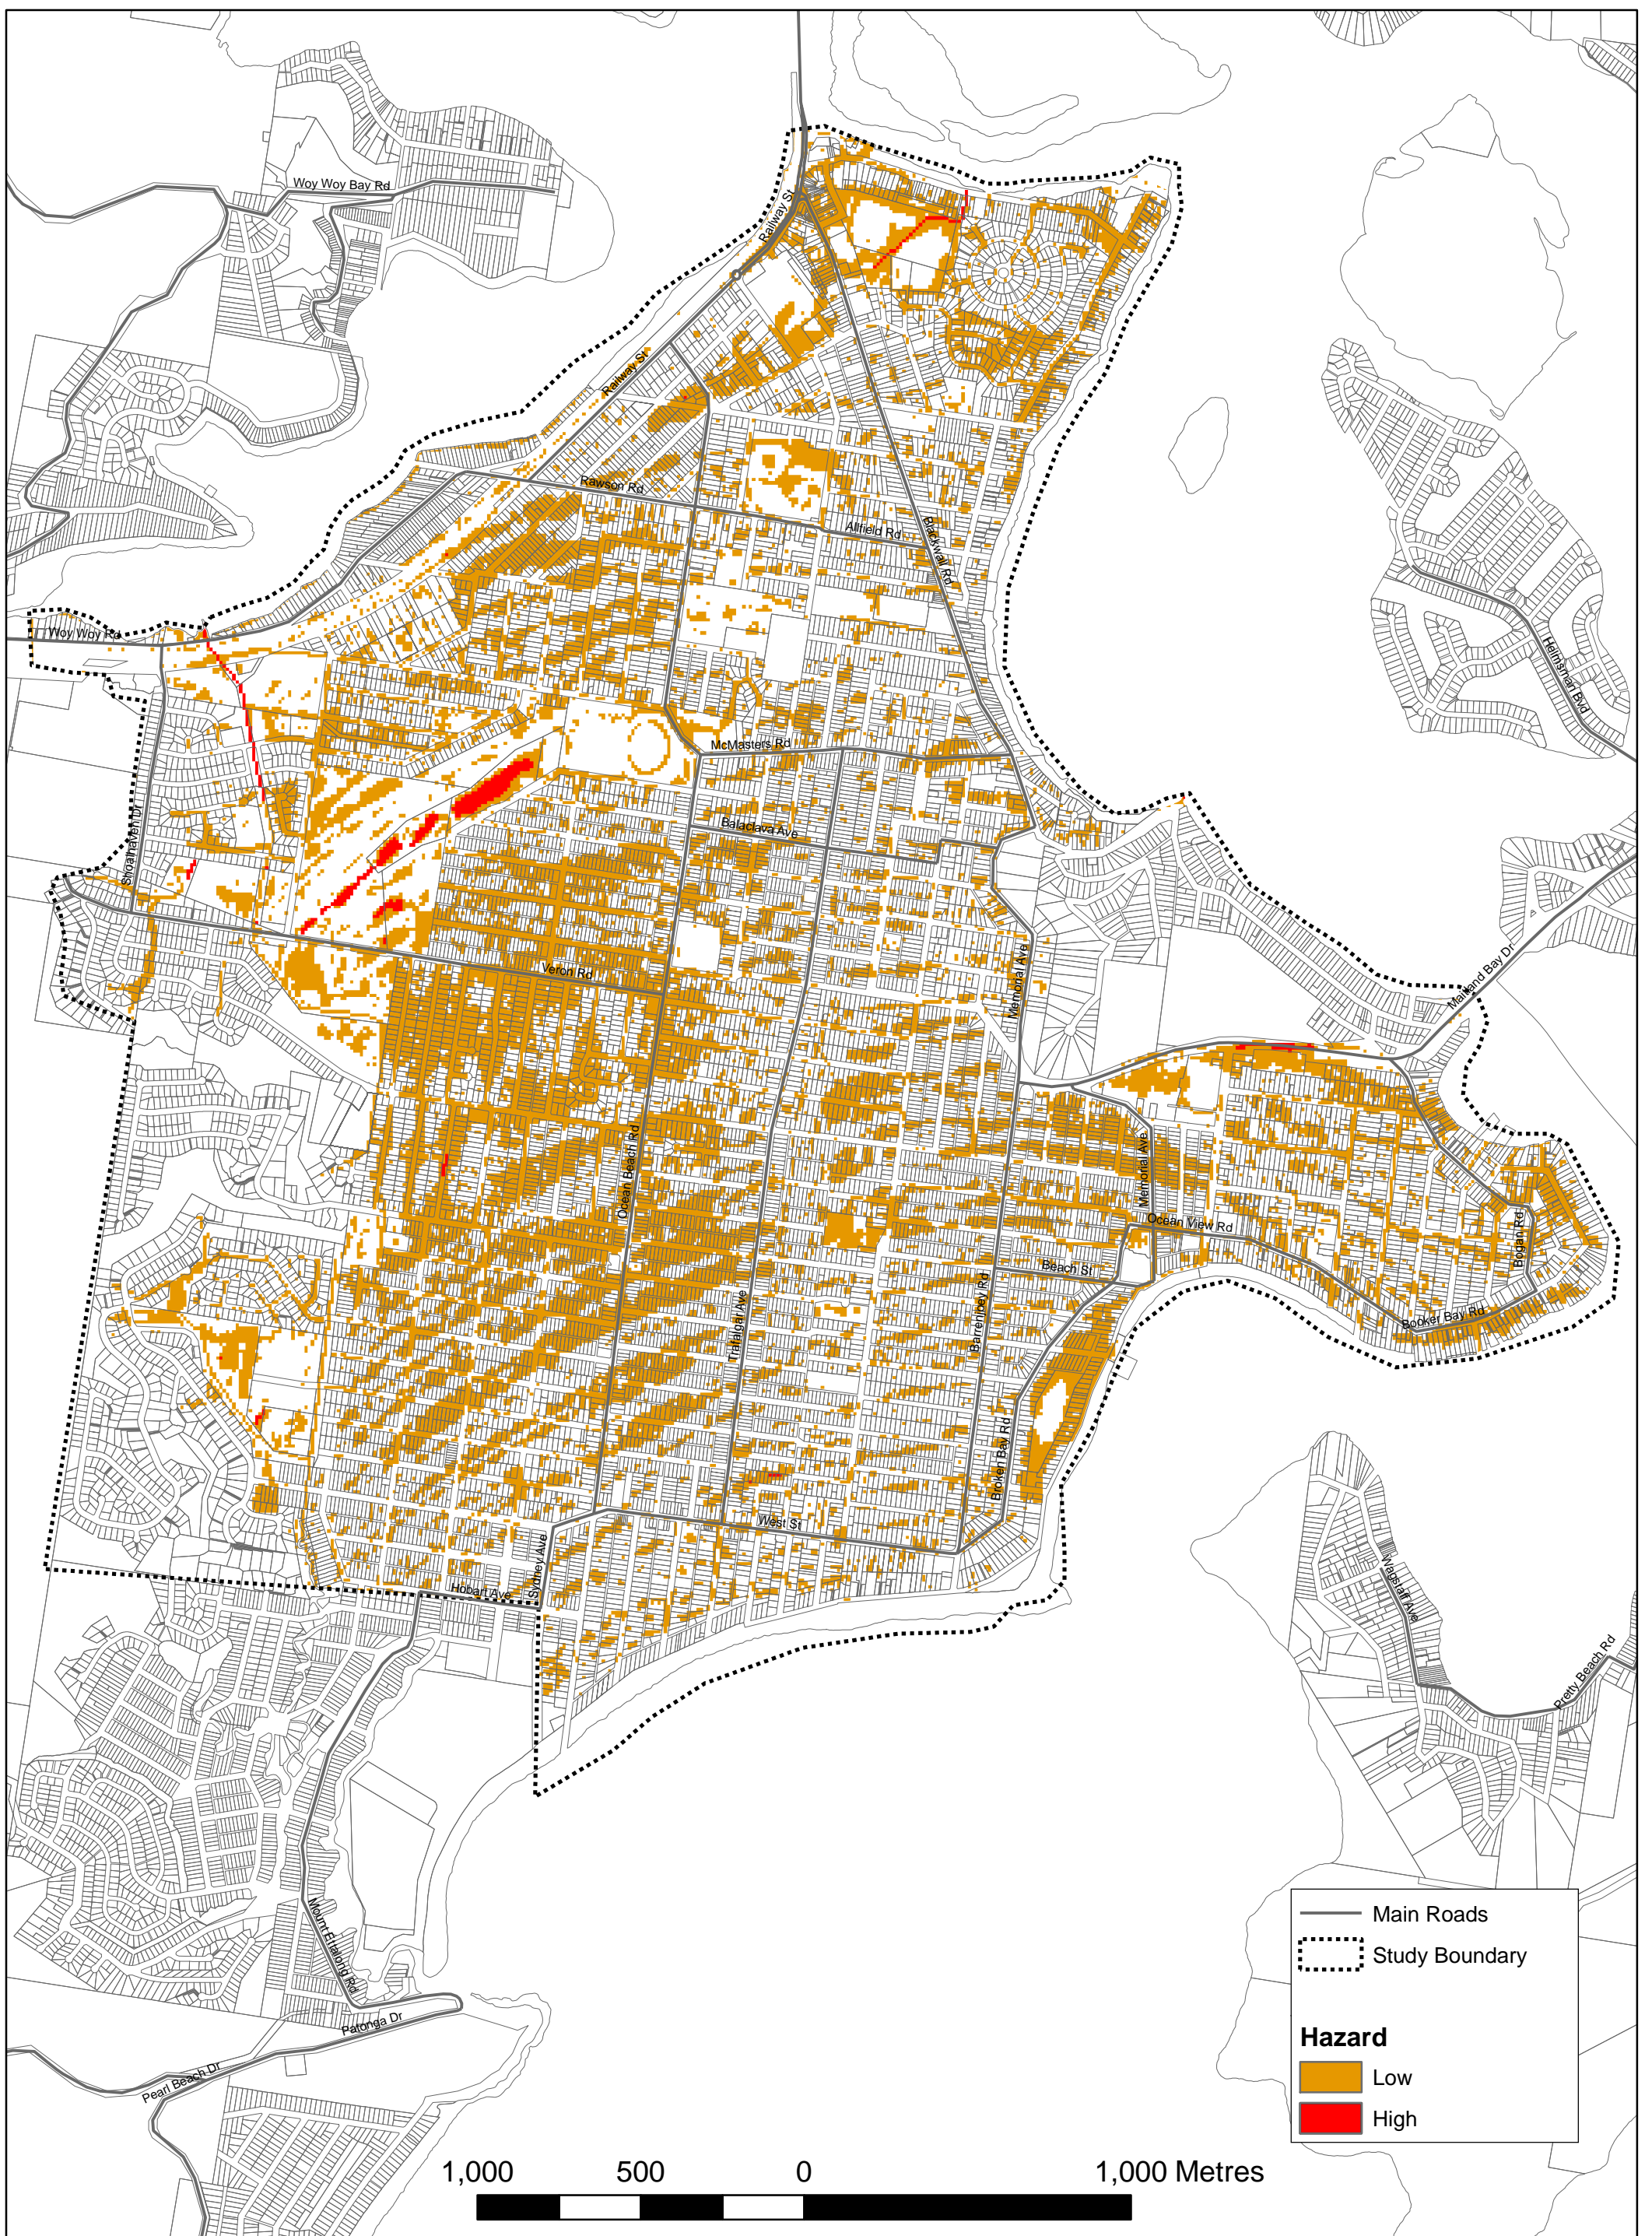 Woy Woy Bay Rd
Railway St
Railway St
Rawson Rd
Allfield Rd
Blackwall Rd
Woy Woy Rd
Helmsman Blvd
McMasters Rd
Balaclava Ave
Shoalhaven Dr
Veron Rd
Memorial Ave
Maitland Bay Dr
Ocean Beach Rd
Memorial Ave
Ocean View Rd
Bogan Rd
Beach St
Trafalgar Ave
Barrenjoey Rd
Booker Bay Rd
Broken Bay Rd
West St
Sydney Ave
Hobart Ave
Wagstaff Ave
Pretty Beach Rd
Mount Ettalong Rd
Patonga Dr
Pearl Beach Dr
Main Roads
Study Boundary
Hazard
Low
High
1,000 500 0 1,000 Metres